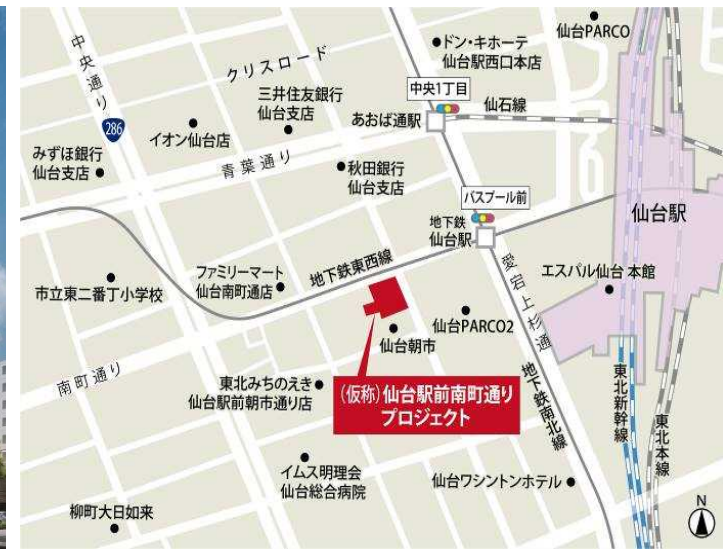 仙台PARCO
ドン・キホーテ
仙台駅西口本店
中央通り
クリスロード
中央1丁目
仙石線
三井住友銀行
仙台支店
あおば通駅
286
イオン仙台店
みずほ銀行
仙台支店
青葉通り
秋田銀行
仙台支店
バスプール前
仙台駅
地下鉄
仙台駅
愛宕上杉通
エスパル仙台 本館
ファミリーマート
仙台南町通店
地下鉄東西線
市立東二番丁小学校
仙台PARCO2
仙台朝市
南町通り
東北みちのえき
仙台駅前朝市通り店
(仮称)仙台駅前南町通り
プロジェクト
地下鉄南北線
東北新幹線
東北本線
イムス明理会
仙台総合病院
仙台ワシントンホテル
柳町大日如来
N